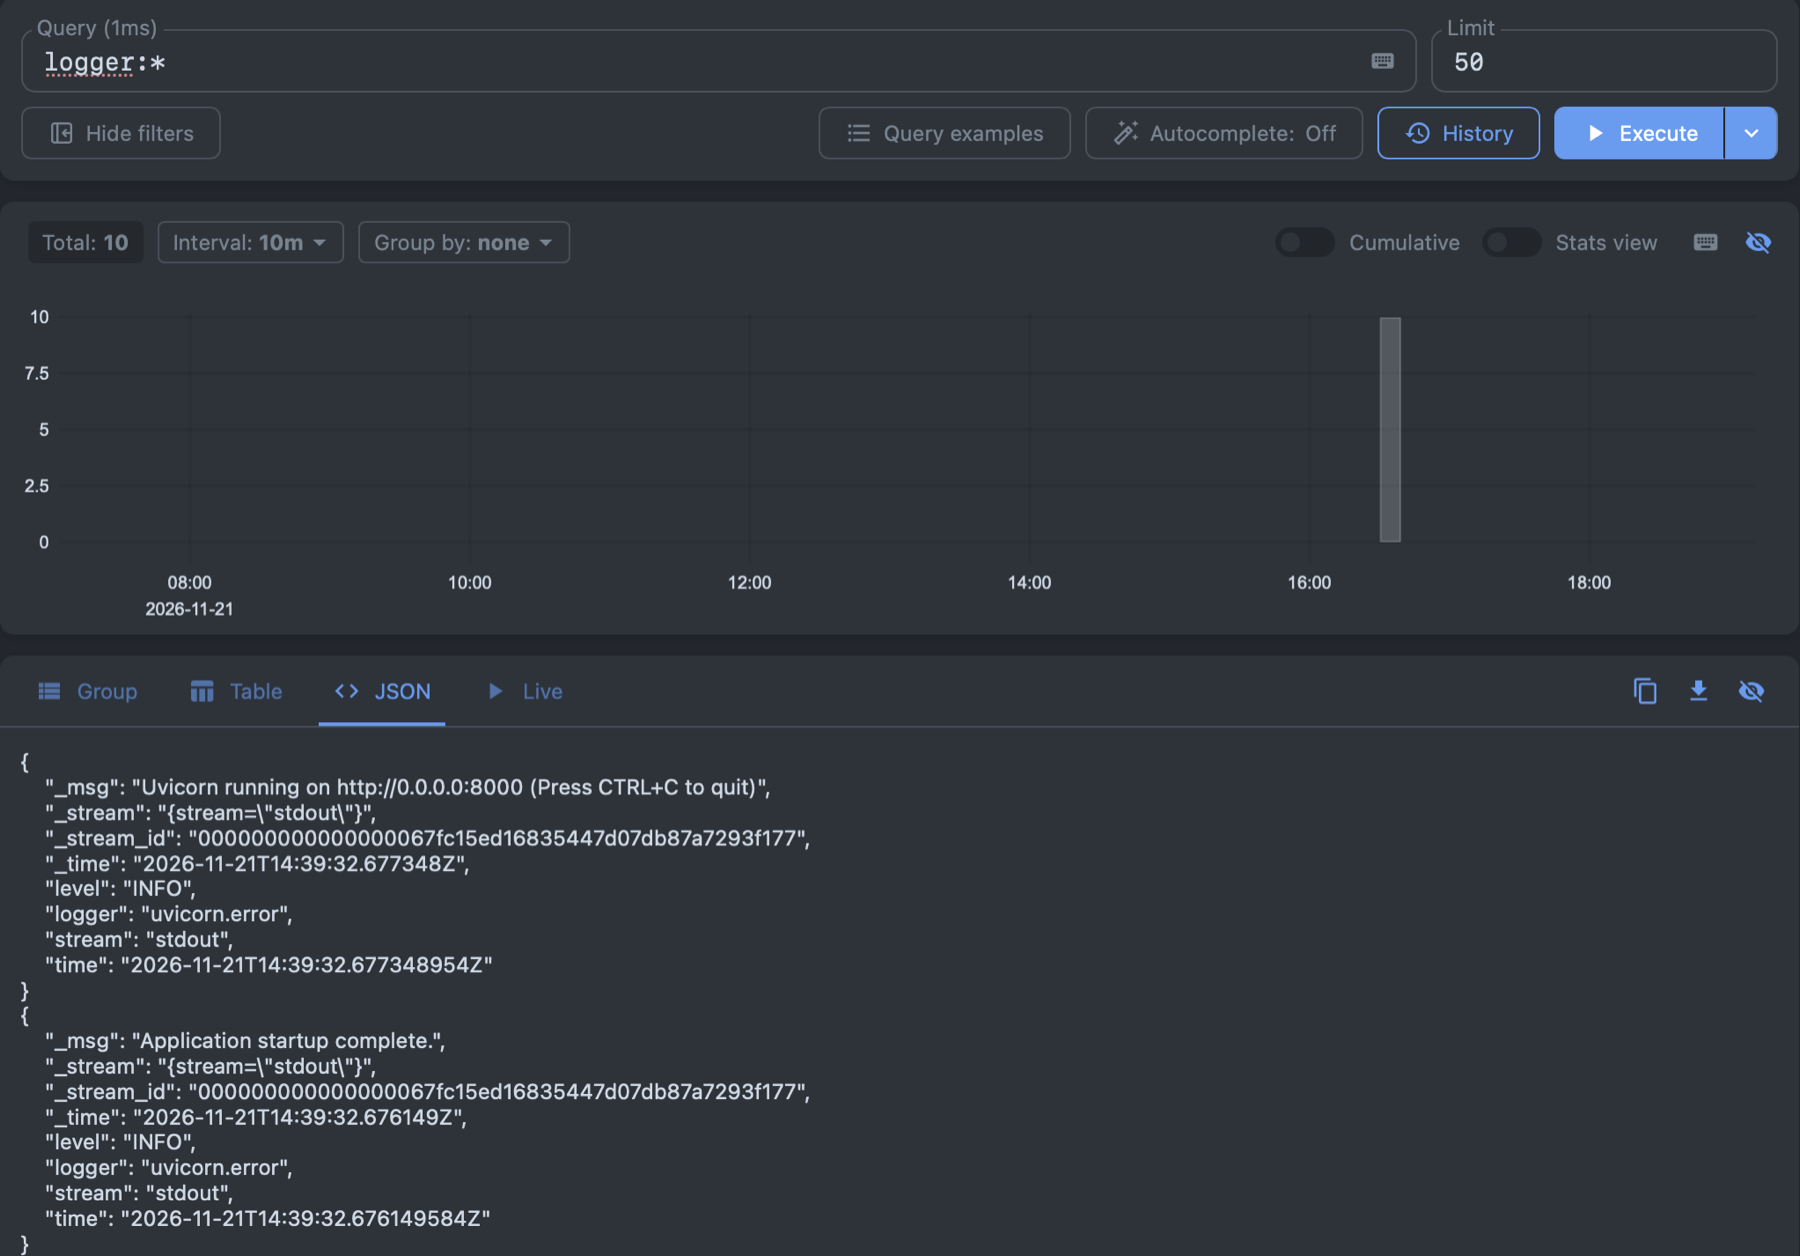 Query (1ms)
logger:*
Limit
50
Hide filters
Query examples
Autocomplete: Off
History
Execute
Total: 10
Interval: 10m
Group by: none
Cumulative
Stats view
10
7.5
5
2.5
0
08:00
10:00
12:00
14:00
16:00
18:00
2026-11-21
Group
Table
JSON
Live
{
"_msg": "Uvicorn running on http://0.0.0.0:8000 (Press CTRL+C to quit)",
"_stream": "{stream=\"stdout\"}",
"_stream_id": "000000000000000067fc15ed16835447d07db87a7293f177",
"_time": "2026-11-21T14:39:32.677348Z",
"level": "INFO",
"logger": "uvicorn.error",
"stream": "stdout",
"time": "2026-11-21T14:39:32.677348954Z"
}
{
"_msg": "Application startup complete.",
"_stream": "{stream=\"stdout\"}",
"_stream_id": "000000000000000067fc15ed16835447d07db87a7293f177",
"_time": "2026-11-21T14:39:32.676149Z",
"level": "INFO",
"logger": "uvicorn.error",
"stream": "stdout",
"time": "2026-11-21T14:39:32.676149584Z"
}